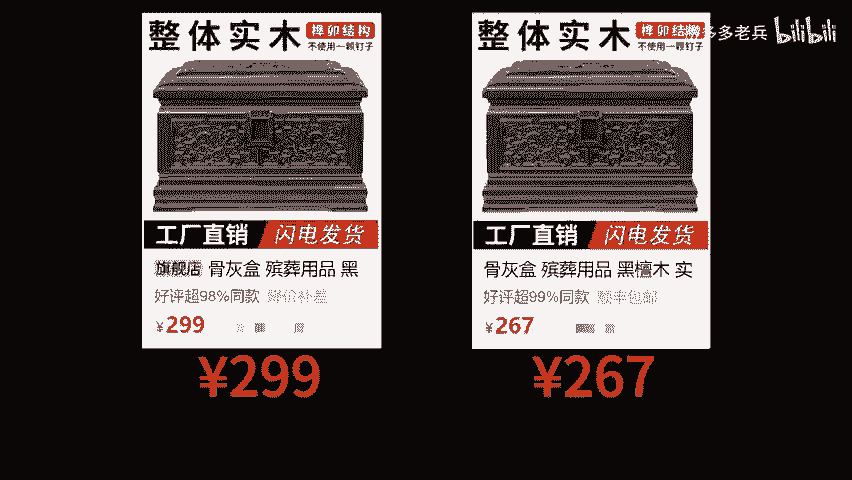 整体实木
榫卯结构
不使用一颗钉子
工厂直销 闪电发货
旗舰店 骨灰盒 殡葬用品 黑
好评超98%同款 降价补差
¥299
¥299
整体实木
榫卯结构
不使用一颗钉子
工厂直销 闪电发货
骨灰盒 殡葬用品 黑檀木 实
好评超99%同款 顺丰包邮
¥267
¥267
多多老兵 bilibili